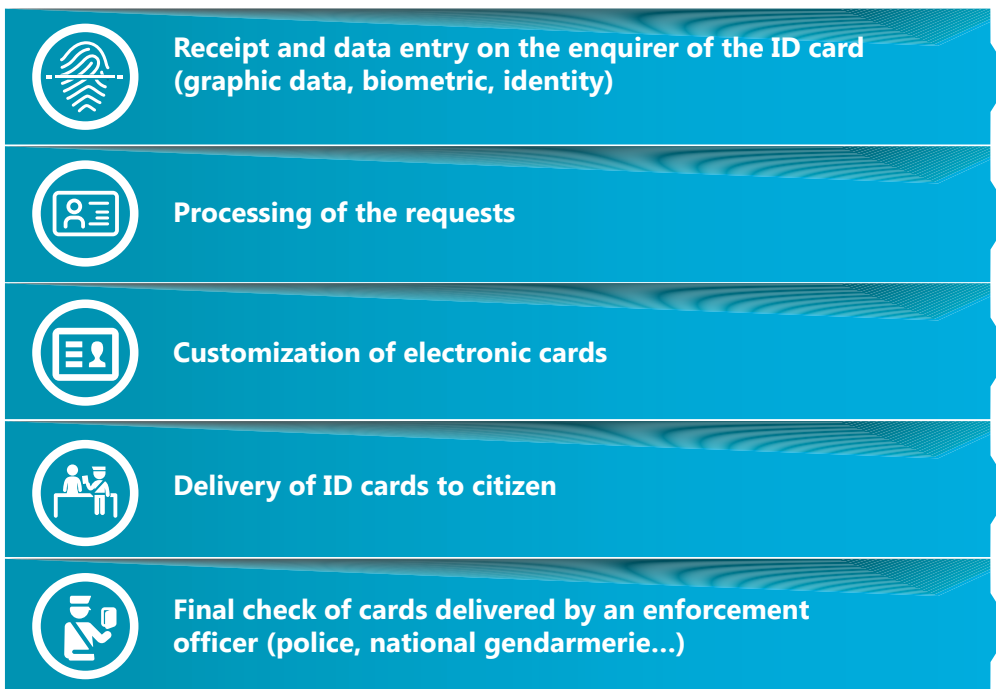 Receipt and data entry on the enquirer of the ID card
(graphic data, biometric, identity)
Processing of the requests
Customization of electronic cards
Delivery of ID cards to citizen
Final check of cards delivered by an enforcement
officer (police, national gendarmerie...)